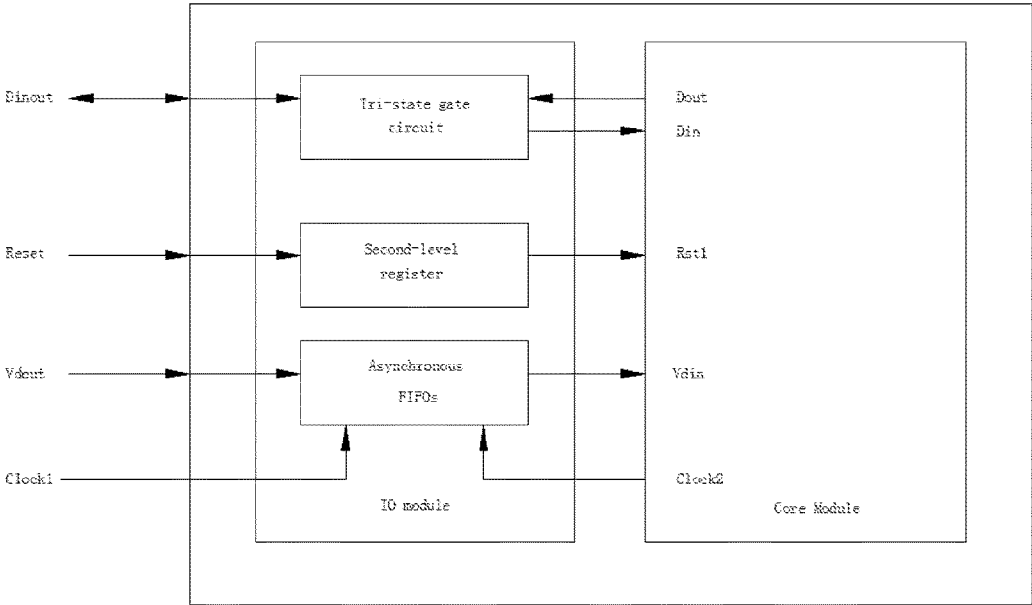 Dinout
Tri-state gate
circuit
Dout
Din
Reset
Second-level
register
Rst1
Vdout
Asynchronous
FIFOs
Vdin
Clock1
Clock2
IO module
Core Module